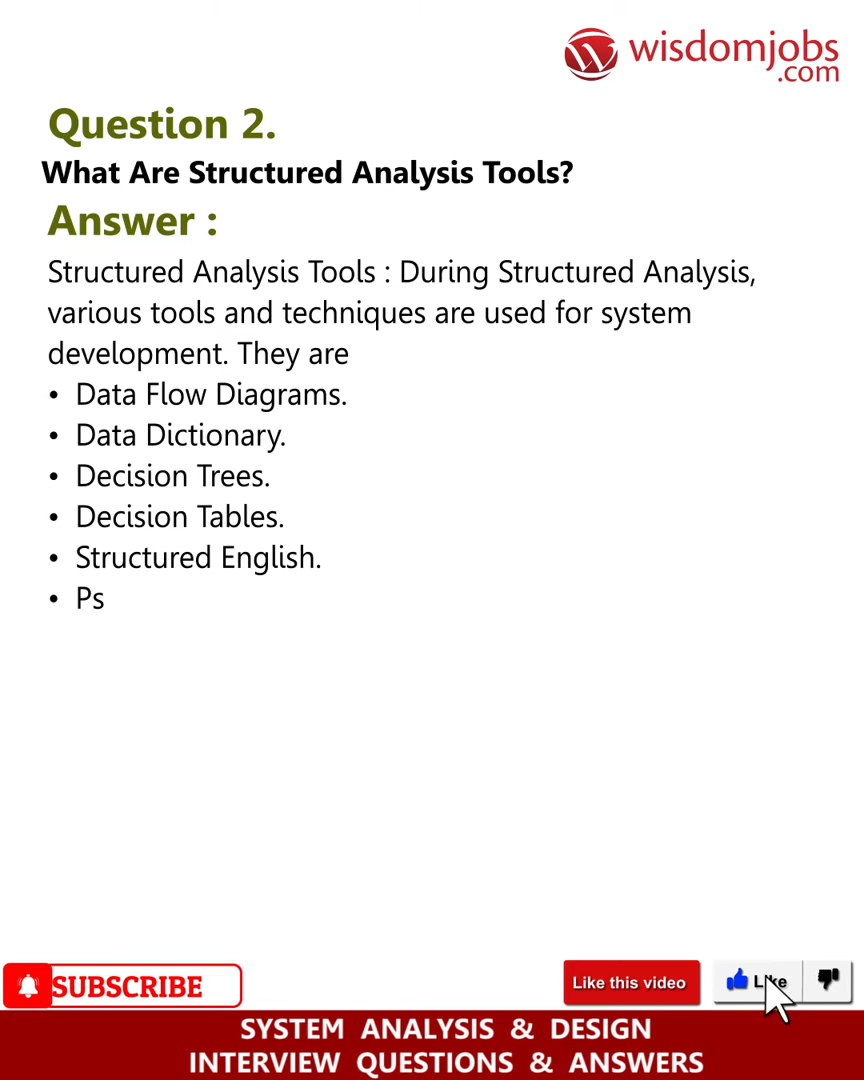 wisdomjobs
.com
Question 2.
What Are Structured Analysis Tools?
Answer :
Structured Analysis Tools : During Structured Analysis,
various tools and techniques are used for system
development. They are
• Data Flow Diagrams.
• Data Dictionary.
• Decision Trees.
• Decision Tables.
• Structured English.
• Ps
SUBSCRIBE
Like this video
Like
SYSTEM ANALYSIS & DESIGN
INTERVIEW QUESTIONS & ANSWERS